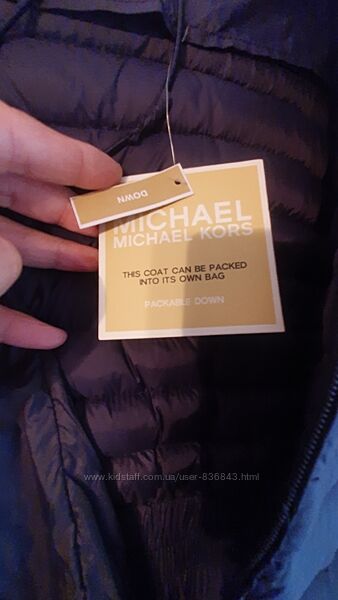 DOWN
MICHAEL
MICHAEL KORS
THIS COAT CAN BE PACKED
INTO ITS OWN BAG
PACKABLE DOWN
www.kidstaff.com.ua/user-836843.html